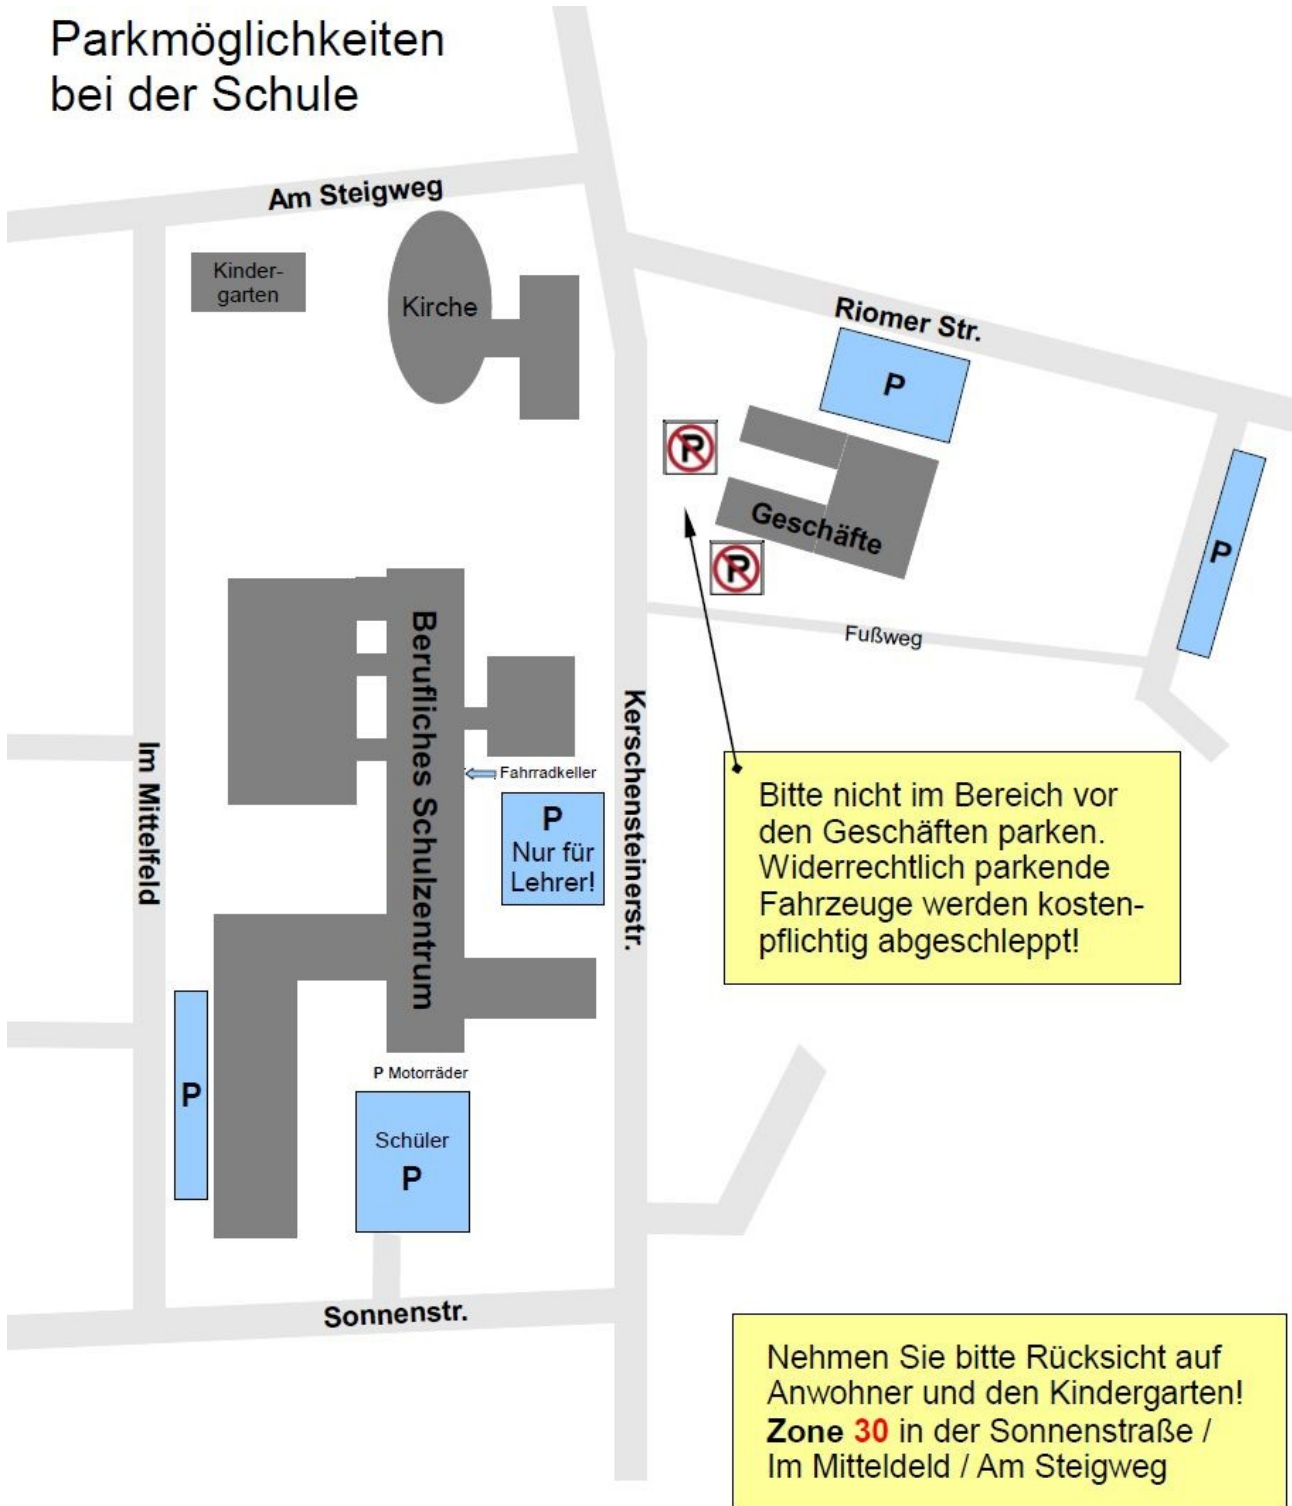 Parkmöglichkeiten
bei der Schule
Am Steigweg
Kinder-
garten
Kirche
Riomer Str.
P
P
P
Geschäfte
P
P
Fußweg
Berufliches Schulzentrum
Kerschensteinerstr.
Im Mittelfeld
Fahrradkeller
P
Nur für
Lehrer!
Bitte nicht im Bereich vor
den Geschäften parken.
Widerrechtlich parkende
Fahrzeuge werden kosten-
pflichtig abgeschleppt!
P Motorräder
P
Schüler
P
Sonnenstr.
Nehmen Sie bitte Rücksicht auf
Anwohner und den Kindergarten!
Zone 30 in der Sonnenstraße /
Im Mitteldeld / Am Steigweg